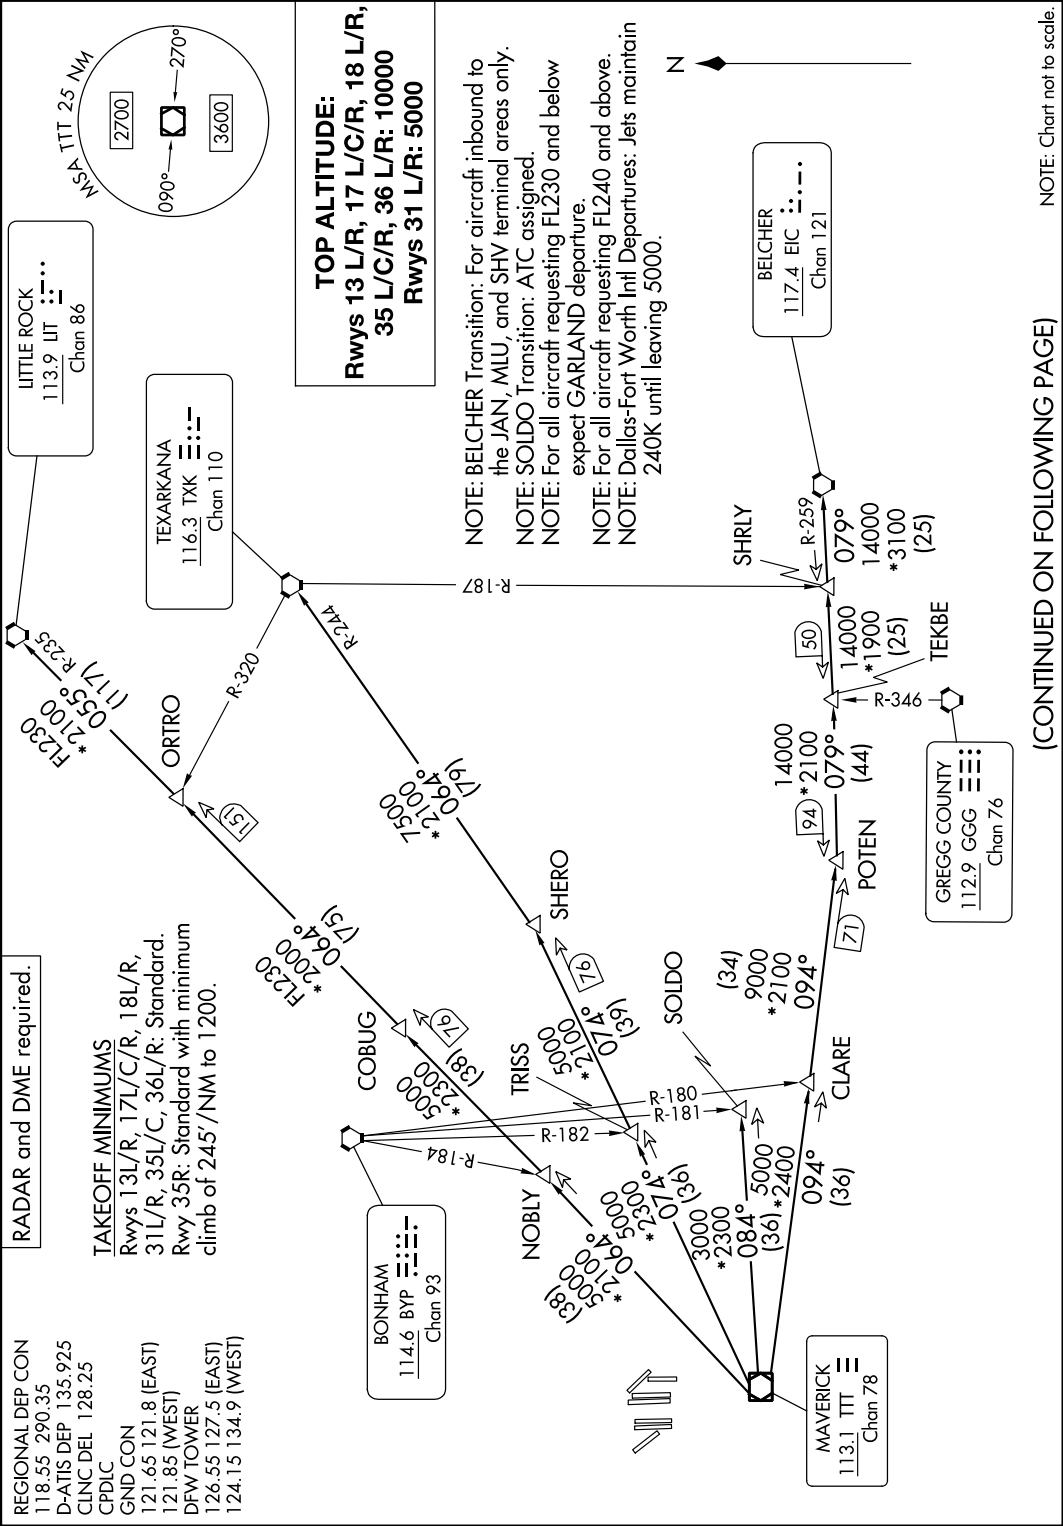 REGIONAL DEP CON
118.55 290.35
D-ATIS DEP 135.925
CLNC DEL 128.25
CPDLC
GND CON
121.65 121.8 (EAST)
121.85 (WEST)
DFW TOWER
126.55 127.5 (EAST)
124.15 134.9 (WEST)
RADAR and DME required.
TAKEOFF MINIMUMS
Rwys 13L/R, 17L/C/R, 18L/R,
31L/R, 35L/C, 36L/R: Standard.
Rwy 35R: Standard with minimum
climb of 245'/NM to 1200.
LITTLE ROCK
113.9 LIT
Chan 86
MSA TTT 25 NM
2700
090°
270°
3600
TEXARKANA
116.3 TXK
Chan 110
TOP ALTITUDE:
Rwys 13 L/R, 17 L/C/R, 18 L/R,
35 L/C/R, 36 L/R: 10000
Rwys 31 L/R: 5000
NOTE: BELCHER Transition: For aircraft inbound to
the JAN, MLU, and SHV terminal areas only.
NOTE: SOLDO Transition: ATC assigned.
NOTE: For all aircraft requesting FL230 and below
expect GARLAND departure.
NOTE: For all aircraft requesting FL240 and above.
NOTE: Dallas-Fort Worth Intl Departures: Jets maintain
240K until leaving 5000.
N
BONHAM
114.6 BYP
Chan 93
R-184
R-182
R-181
R-180
R-235
FL230
*2100
055°
(117)
ORTRO
R-320
151
FL230
*2000
064°
(75)
COBUG
76
5000
*2300
(38)
NOBLY
(38)
5000
*2100
064°
R-244
R-187
7500
*2100
064°
(79)
SHERO
76
5000
*2100
074°
(39)
TRISS
5000
*2300
074°
(36)
SOLDO
3000
*2300
084°
(36)
5000
*2400
094°
(36)
CLARE
(34)
9000
*2100
094°
71
POTEN
94
14000
*2100
079°
(44)
TEKBE
50
14000
*1900
(25)
SHRLY
R-259
079°
14000
*3100
(25)
R-346
BELCHER
117.4 EIC
Chan 121
GREGG COUNTY
112.9 GGG
Chan 76
MAVERICK
113.1 TTT
Chan 78
(CONTINUED ON FOLLOWING PAGE)
NOTE: Chart not to scale.